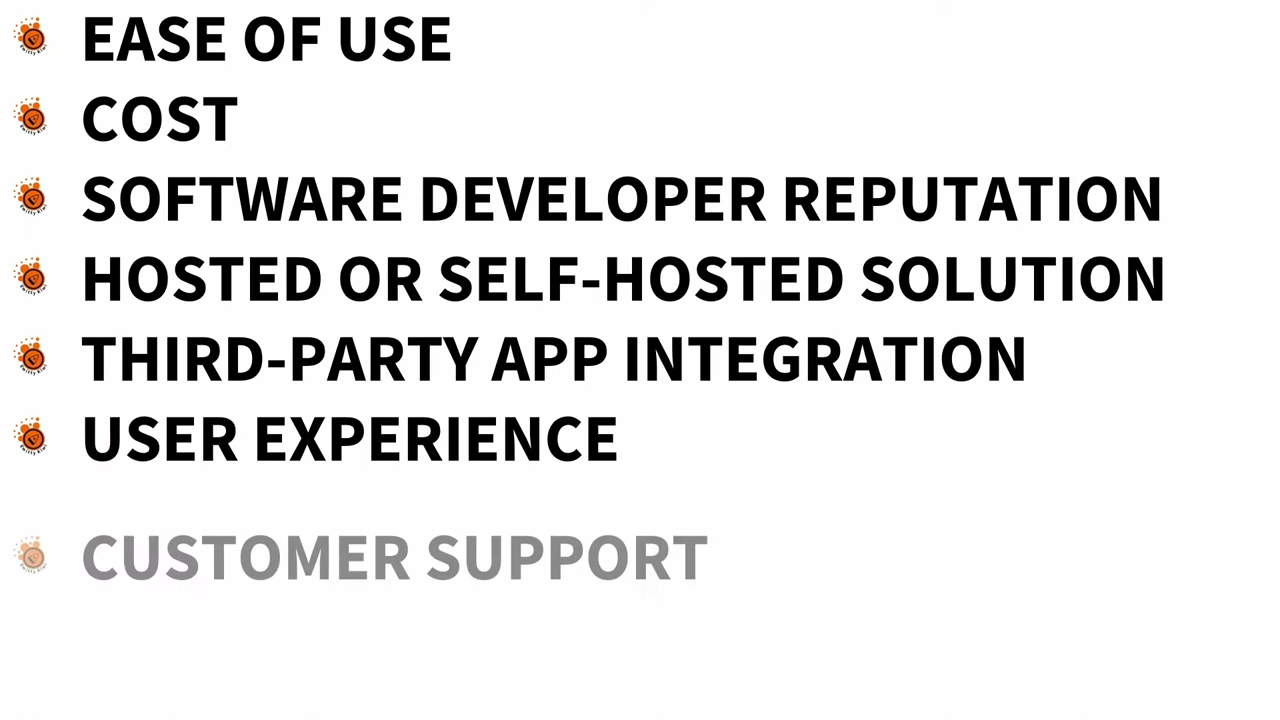 EASE OF USE
COST
SOFTWARE DEVELOPER REPUTATION
HOSTED OR SELF-HOSTED SOLUTION
THIRD-PARTY APP INTEGRATION
USER EXPERIENCE
CUSTOMER SUPPORT